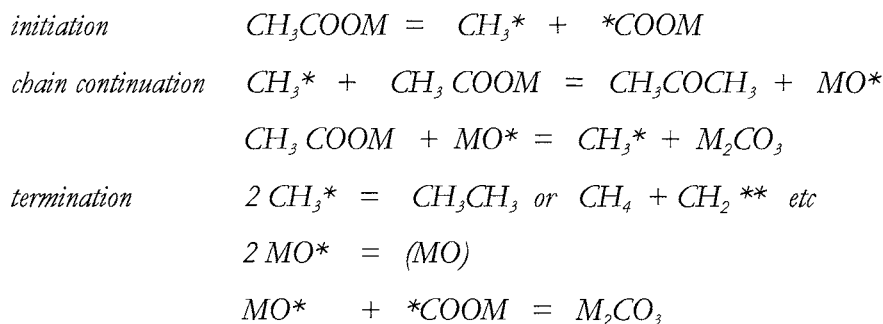 initiation CH₃COOM = CH₃* + *COOM
chain continuation CH₃* + CH₃ COOM = CH₃COCH₃ + MO*
CH₃ COOM + MO* = CH₃* + M₂CO₃
termination 2 CH₃* = CH₃CH₃ or CH₄ + CH₂ ** etc
2 MO* = (MO)
MO* + *COOM = M₂CO₃